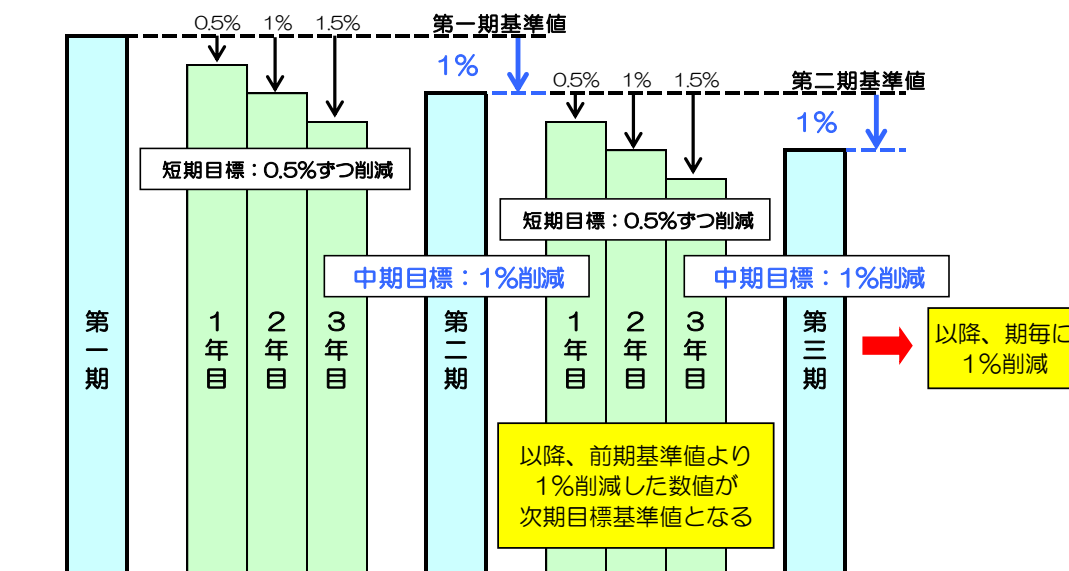 0.5% 1% 1.5%
第一期基準値
1%
0.5% 1% 1.5%
第二期基準値
1%
短期目標：0.5%ずつ削減
短期目標：0.5%ずつ削減
中期目標：1%削減
中期目標：1%削減
第一期
1年目
2年目
3年目
第二期
1年目
2年目
3年目
第三期
以降、期毎に
1%削減
以降、前期基準値より
1%削減した数値が
次期目標基準値となる